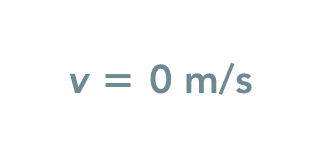 v = 0 m/s